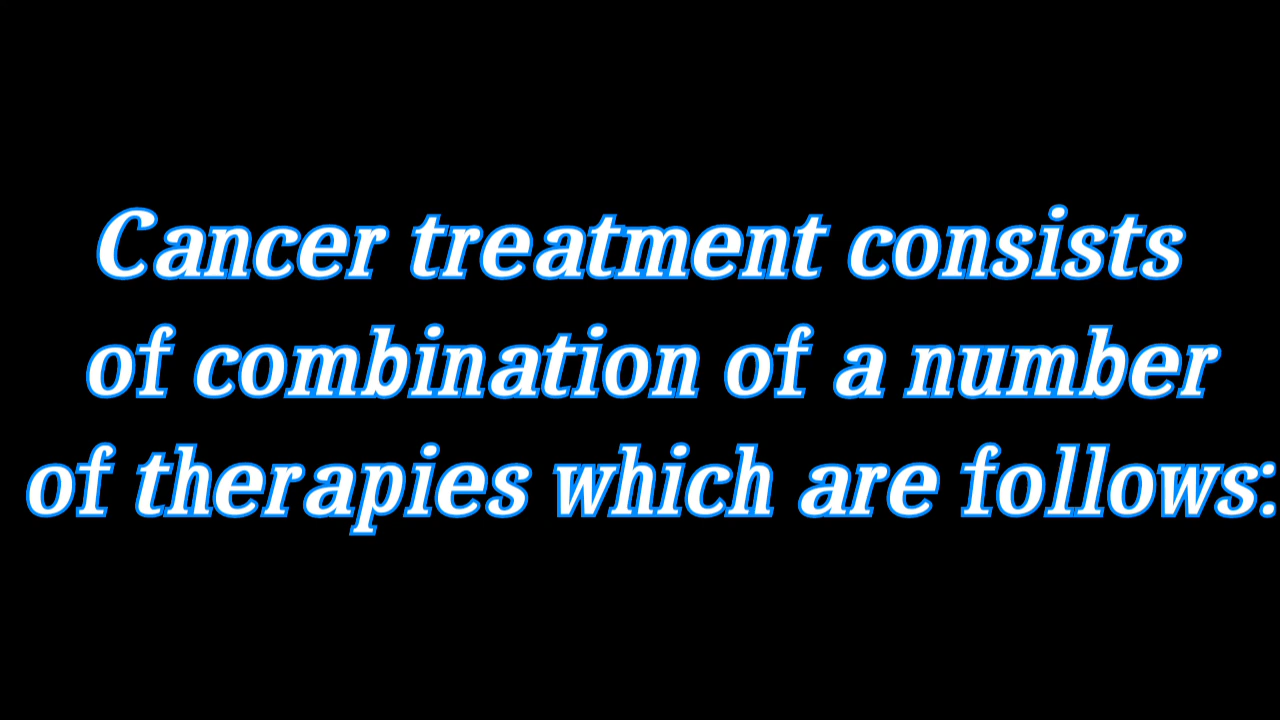 Cancer treatment consists
of combination of a number
of therapies which are follows: